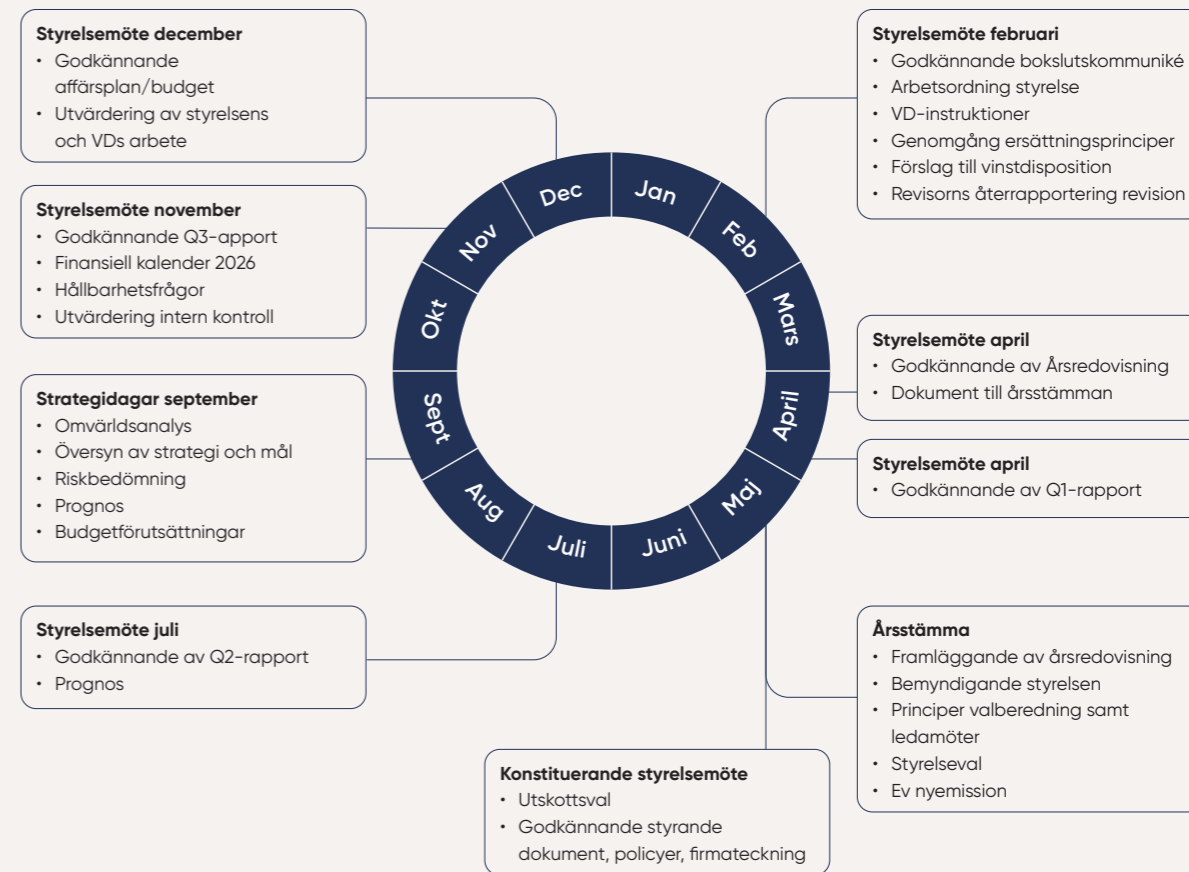 Styrelsemöte december
• Godkännande
affärsplan/budget
• Utvärdering av styrelsens
och VDs arbete
Styrelsemöte november
• Godkännande Q3-apport
• Finansiell kalender 2026
• Hållbarhetsfrågor
• Utvärdering intern kontroll
Strategidagar september
• Omvärldsanalys
• Översyn av strategi och mål
• Riskbedömning
• Prognos
• Budgetförutsättningar
Styrelsemöte juli
• Godkännande av Q2-rapport
• Prognos
Jan
Feb
Mars
April
Maj
Juni
Juli
Aug
Sept
Okt
Nov
Dec
Styrelsemöte februari
• Godkännande bokslutskommuniké
• Arbetsordning styrelse
• VD-instruktioner
• Genomgång ersättningsprinciper
• Förslag till vinstdisposition
• Revisorns återrapportering revision
Styrelsemöte april
• Godkännande av Årsredovisning
• Dokument till årsstämman
Styrelsemöte april
• Godkännande av Q1-rapport
Årsstämma
• Framläggande av årsredovisning
• Bemyndigande styrelsen
• Principer valberedning samt
ledamöter
• Styrelseval
• Ev nyemission
Konstituerande styrelsemöte
• Utskottsval
• Godkännande styrande
dokument, policyer, firmateckning